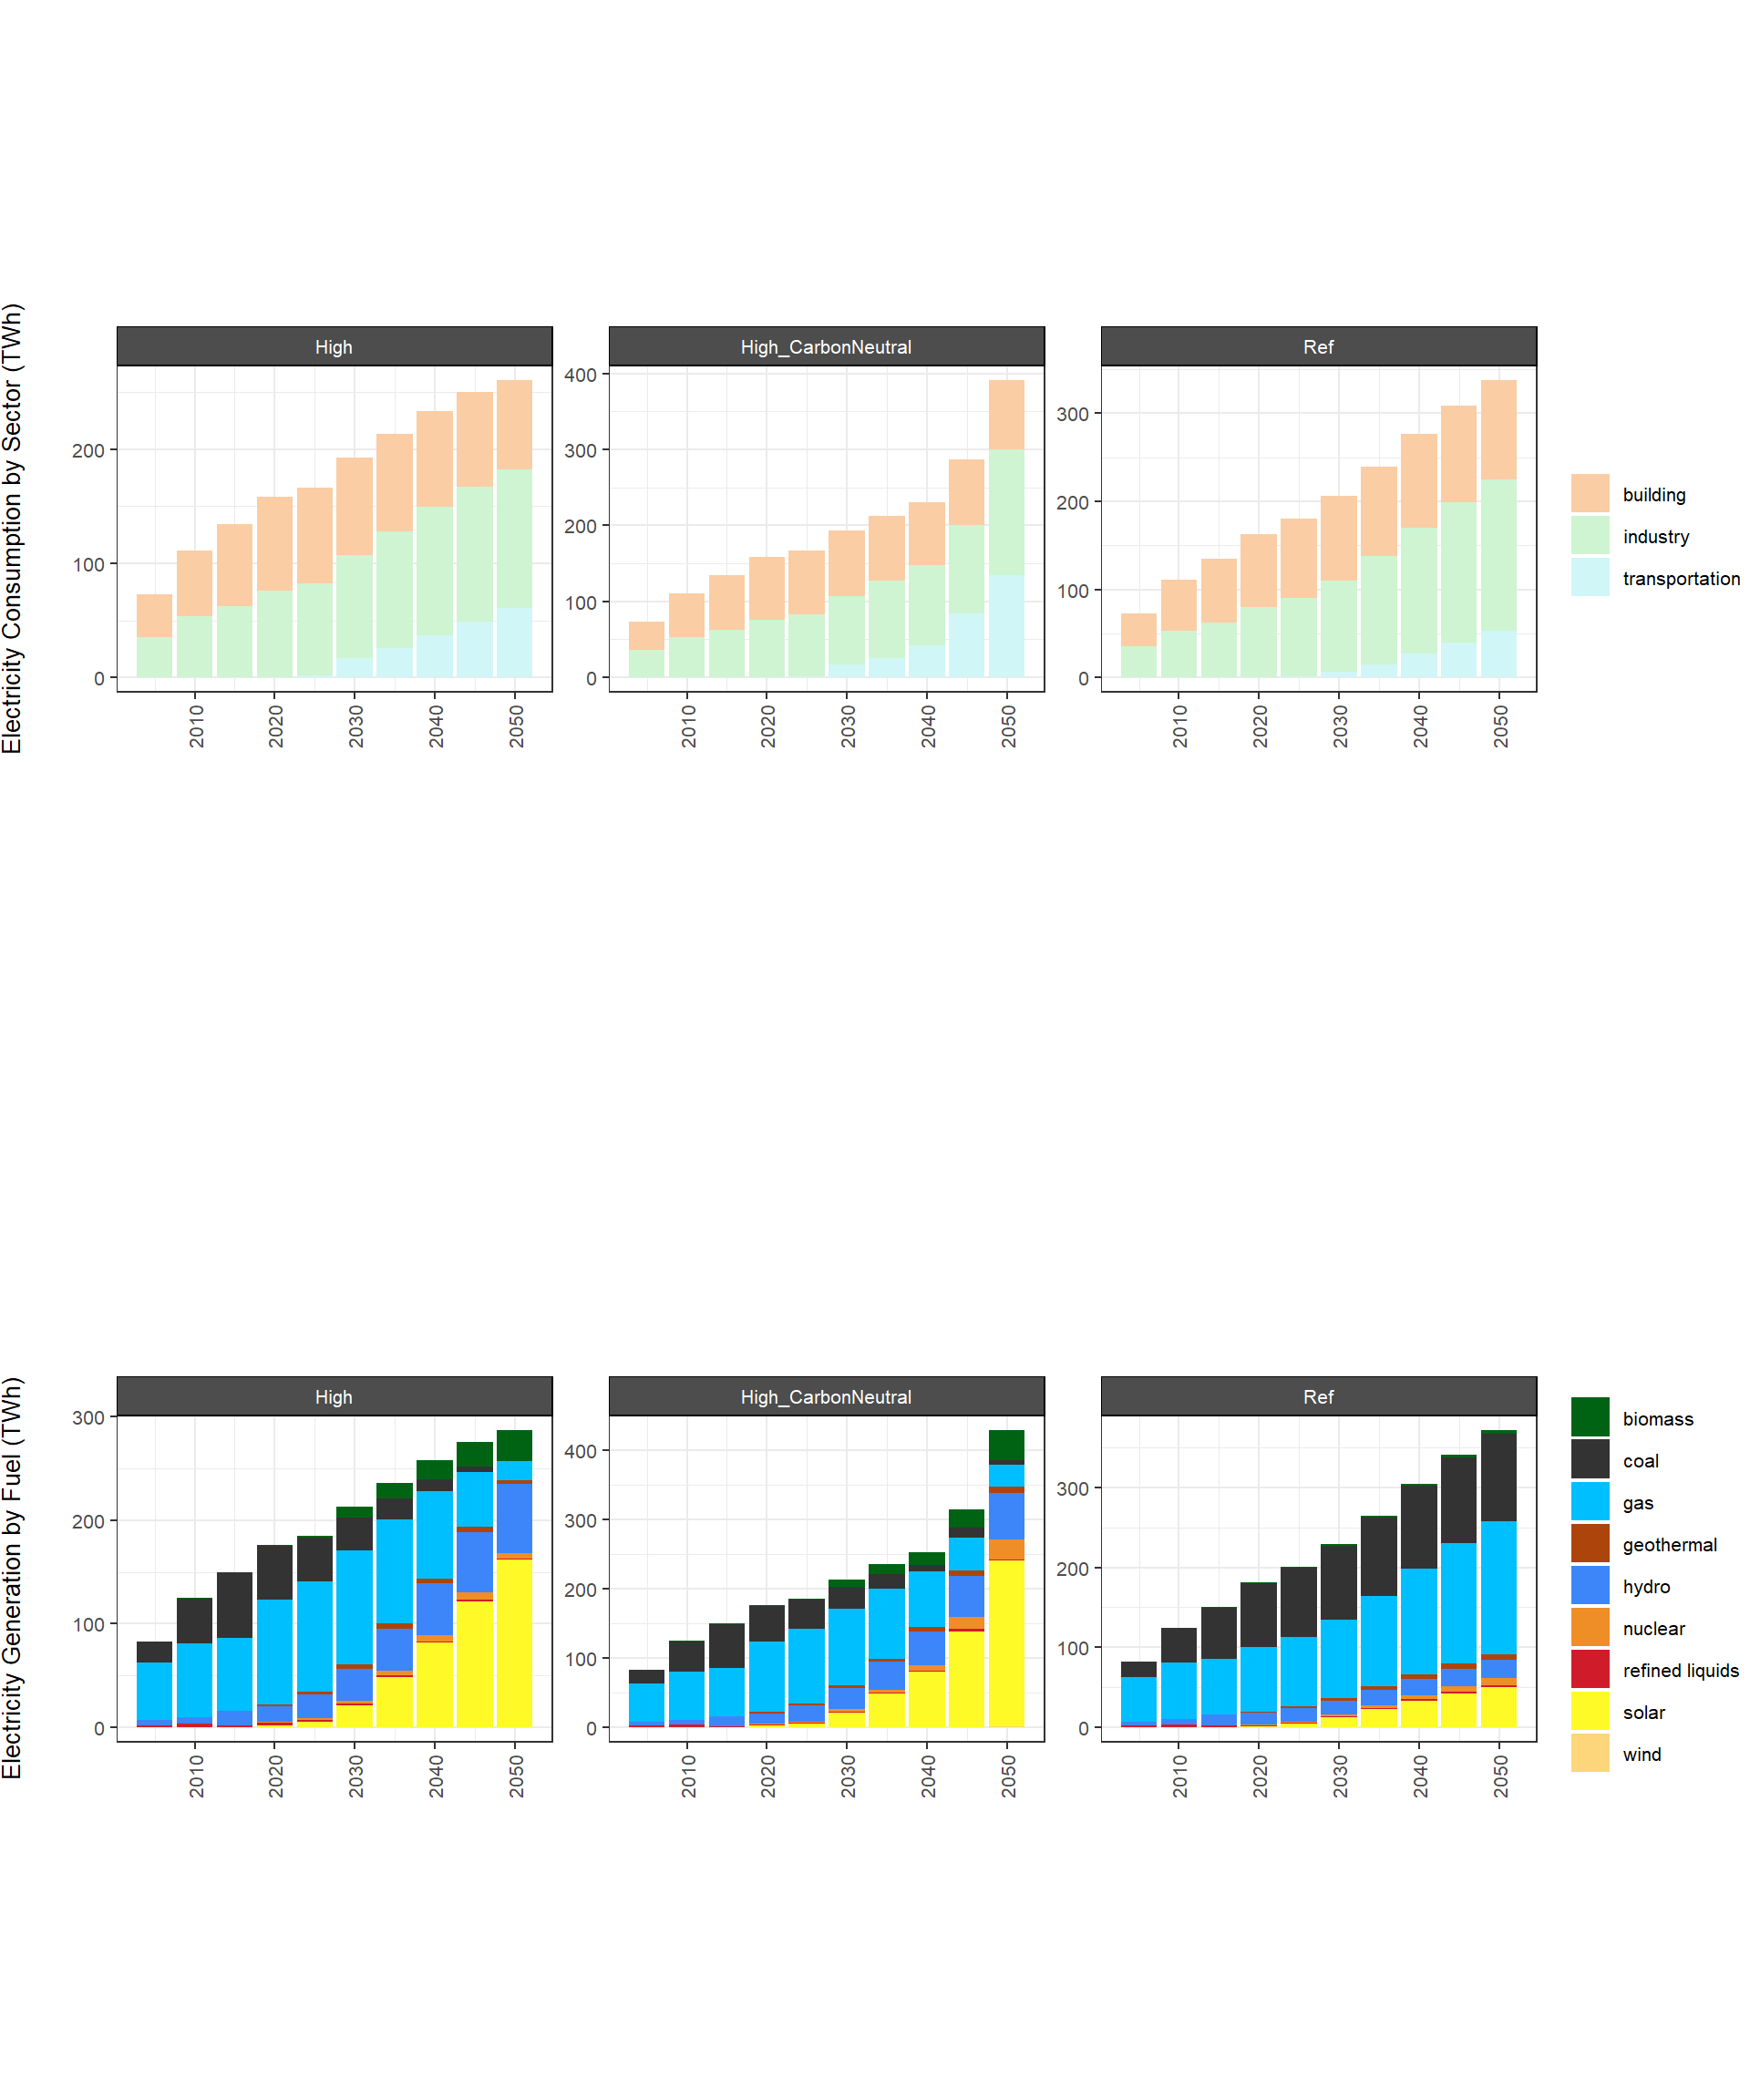 Electricity Consumption by Sector (TWh)
High
High_CarbonNeutral
Ref
200
100
0
400
300
200
100
0
300
200
100
0
2010
2020
2030
2040
2050
2010
2020
2030
2040
2050
2010
2020
2030
2040
2050
building
industry
transportation
Electricity Generation by Fuel (TWh)
High
High_CarbonNeutral
Ref
300
200
100
0
400
300
200
100
0
300
200
100
0
2010
2020
2030
2040
2050
2010
2020
2030
2040
2050
2010
2020
2030
2040
2050
biomass
coal
gas
geothermal
hydro
nuclear
refined liquids
solar
wind